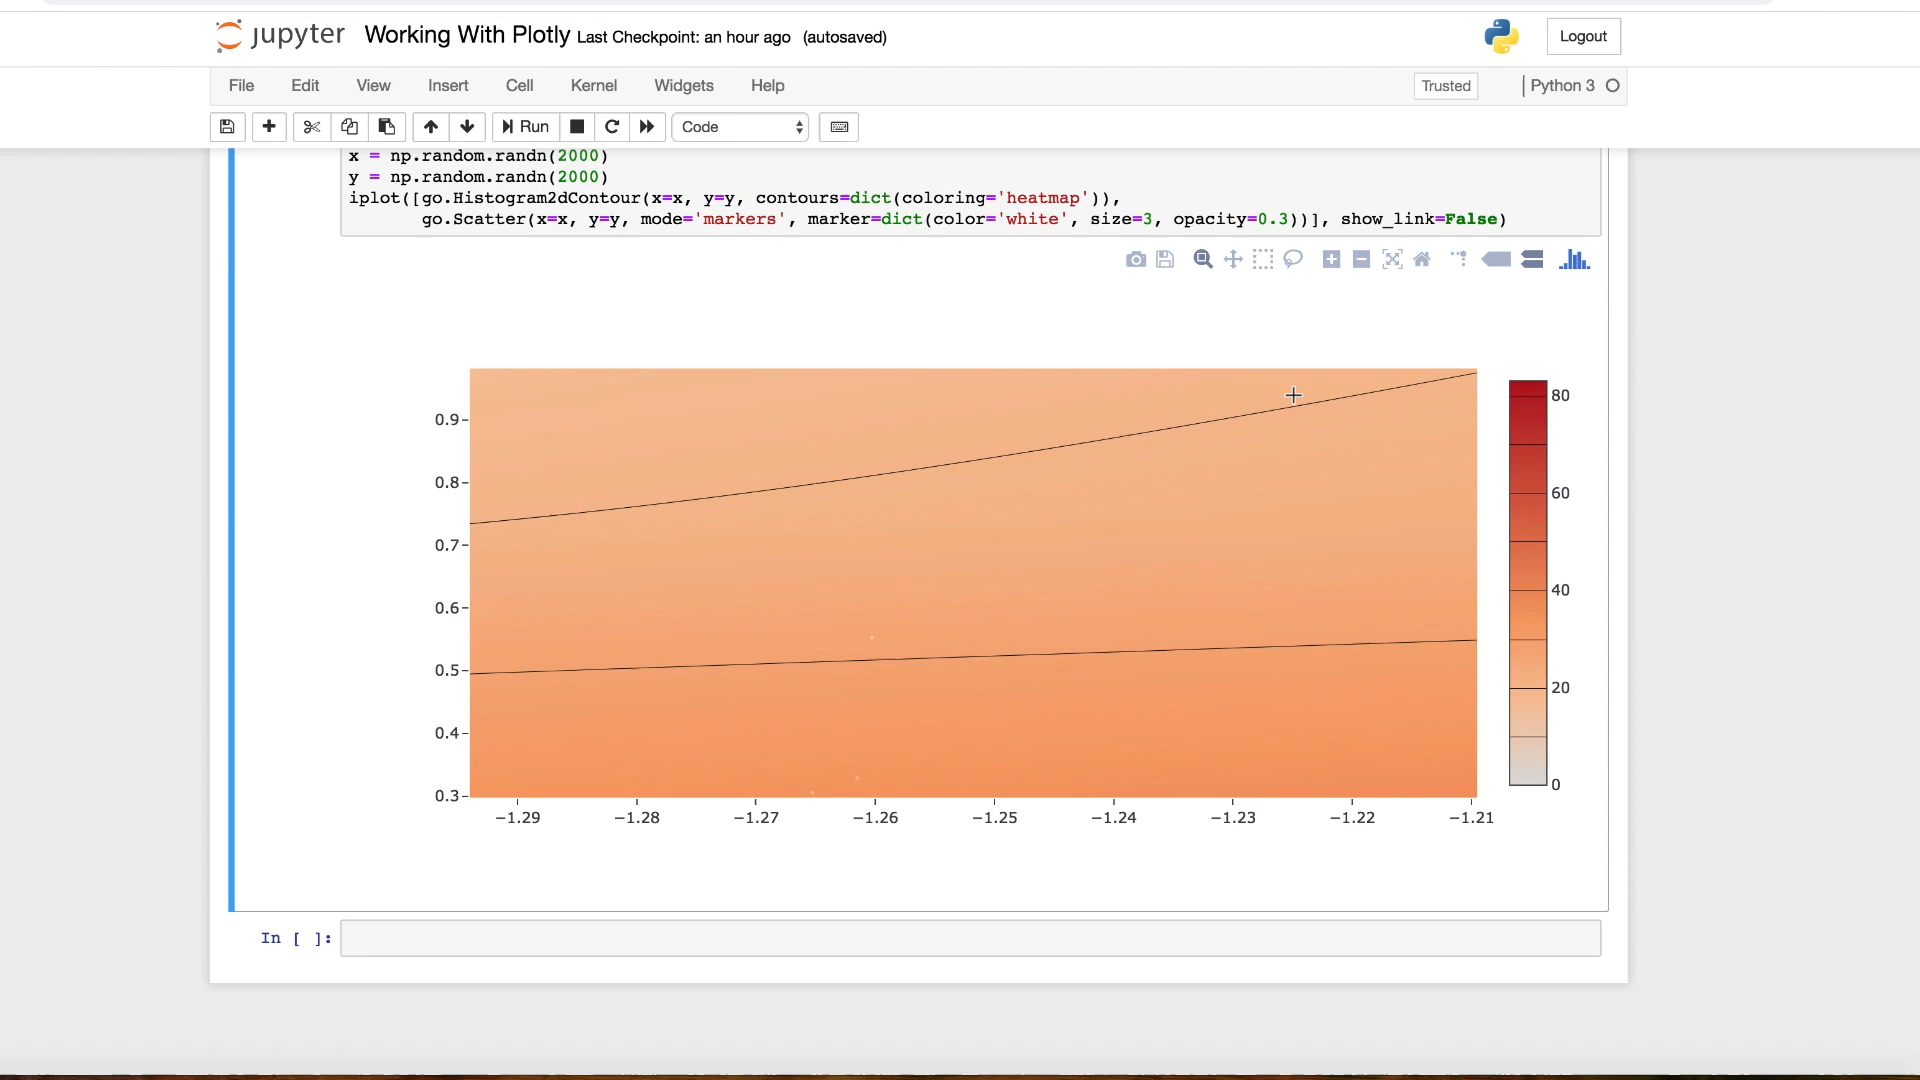 jupyter Working With Plotly Last Checkpoint: an hour ago (autosaved)
Logout
File Edit View Insert Cell Kernel Widgets Help
Trusted
Python 3
Run
Code
x = np.random.randn(2000)
y = np.random.randn(2000)
iplot([go.Histogram2dContour(x=x, y=y, contours=dict(coloring='heatmap')),
go.Scatter(x=x, y=y, mode='markers', marker=dict(color='white', size=3, opacity=0.3))], show_link=False)
0.9
0.8
0.7
0.6
0.5
0.4
0.3
−1.29 −1.28 −1.27 −1.26 −1.25 −1.24 −1.23 −1.22 −1.21
80
60
40
20
0
In [ ]: